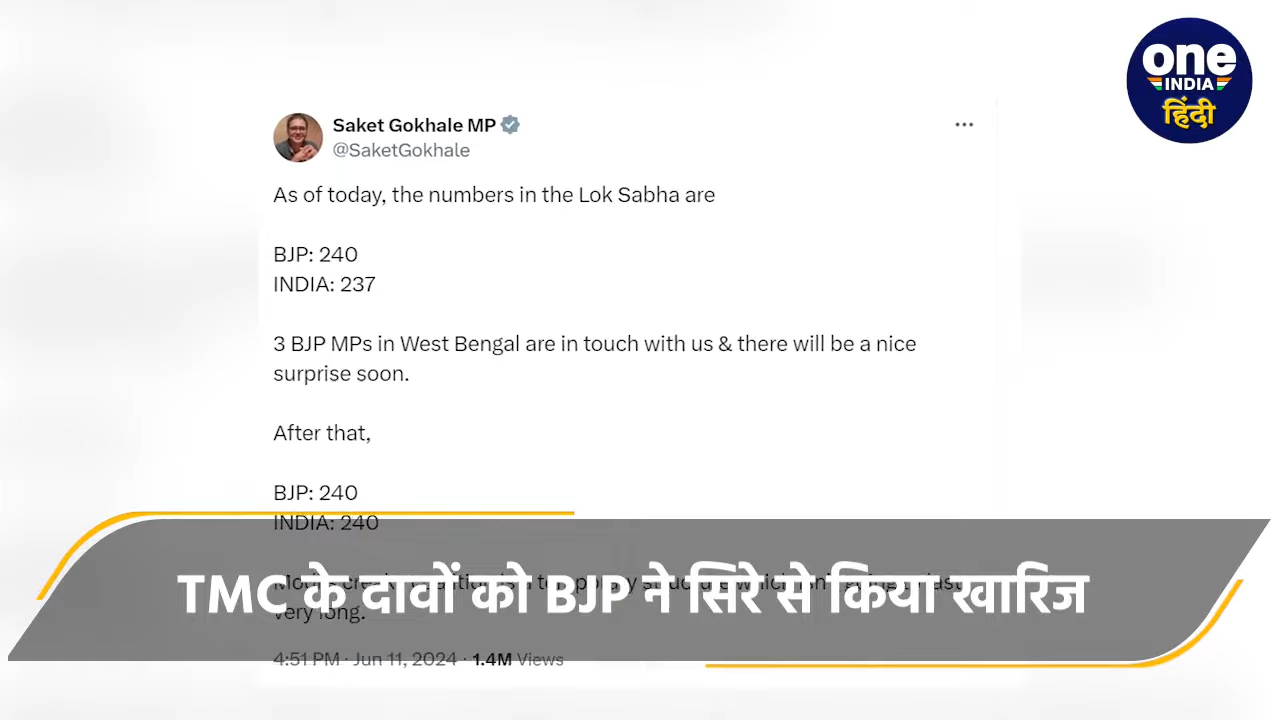 one
INDIA
हिंदी
Saket Gokhale MP
@SaketGokhale
As of today, the numbers in the Lok Sabha are
BJP: 240
INDIA: 237
3 BJP MPs in West Bengal are in touch with us & there will be a nice
surprise soon.
After that,
BJP: 240
INDIA: 240
TMC के दावों को BJP ने सिरे से किया खारिज
very long.
4:51 PM · Jun 11, 2024 · 1.4M Views